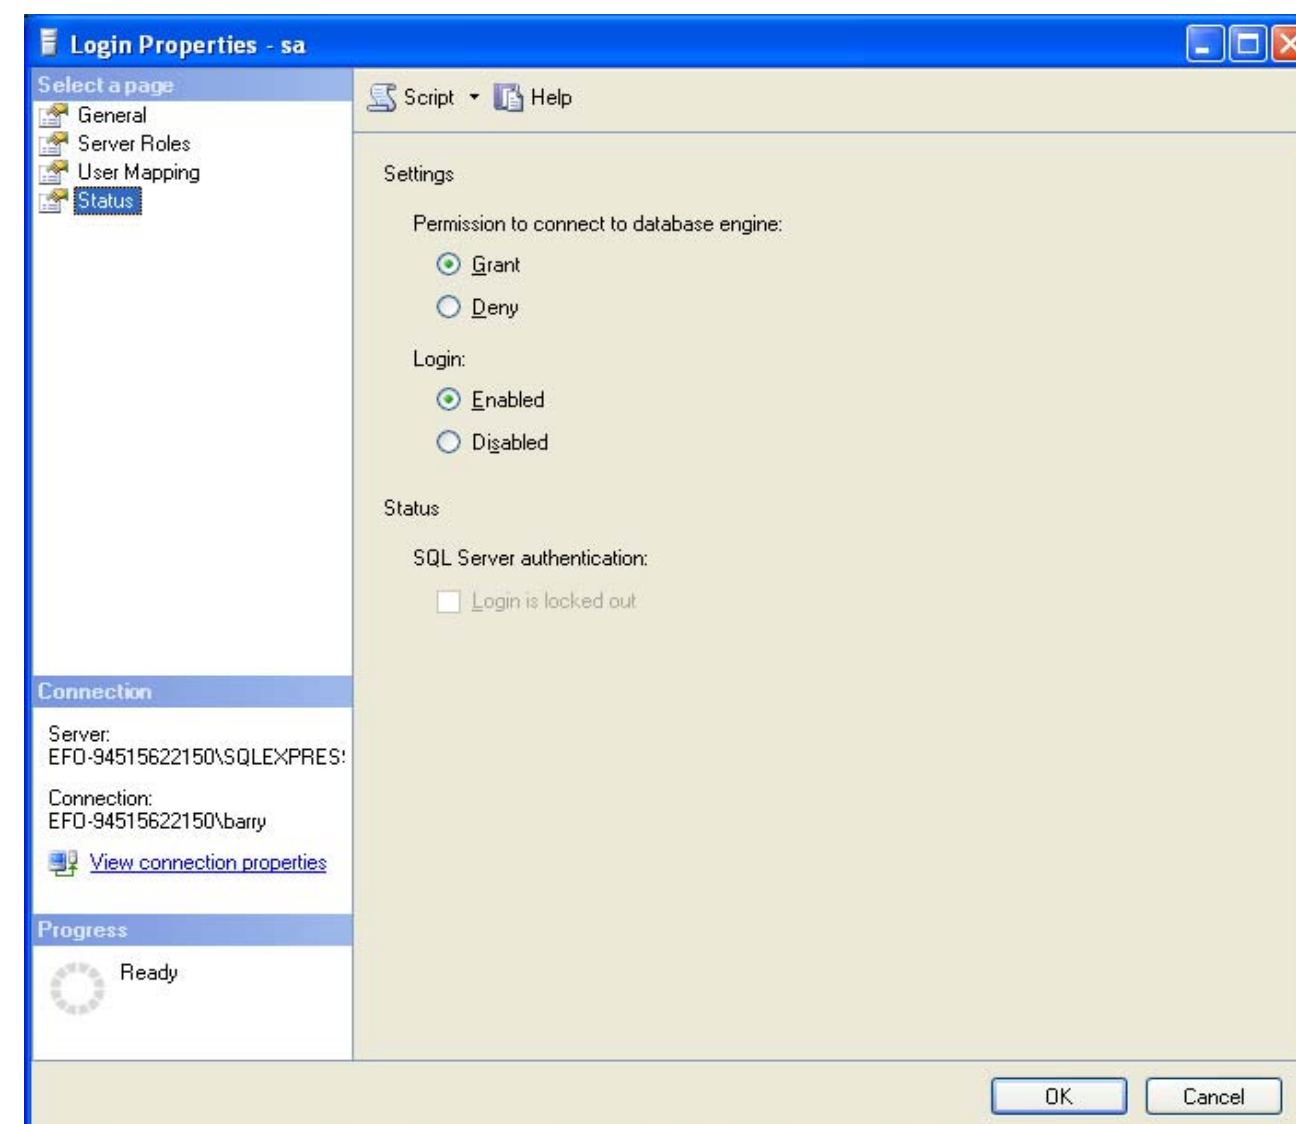 Login Properties - sa
Select a page
General
Server Roles
User Mapping
Status
Script
Help
Settings
Permission to connect to database engine:
Grant
Deny
Login:
Enabled
Disabled
Status
SQL Server authentication:
Login is locked out
Connection
Server:
EFO-94515622150\SQLEXPRES
Connection:
EFO-94515622150\barry
View connection properties
Progress
Ready
OK
Cancel